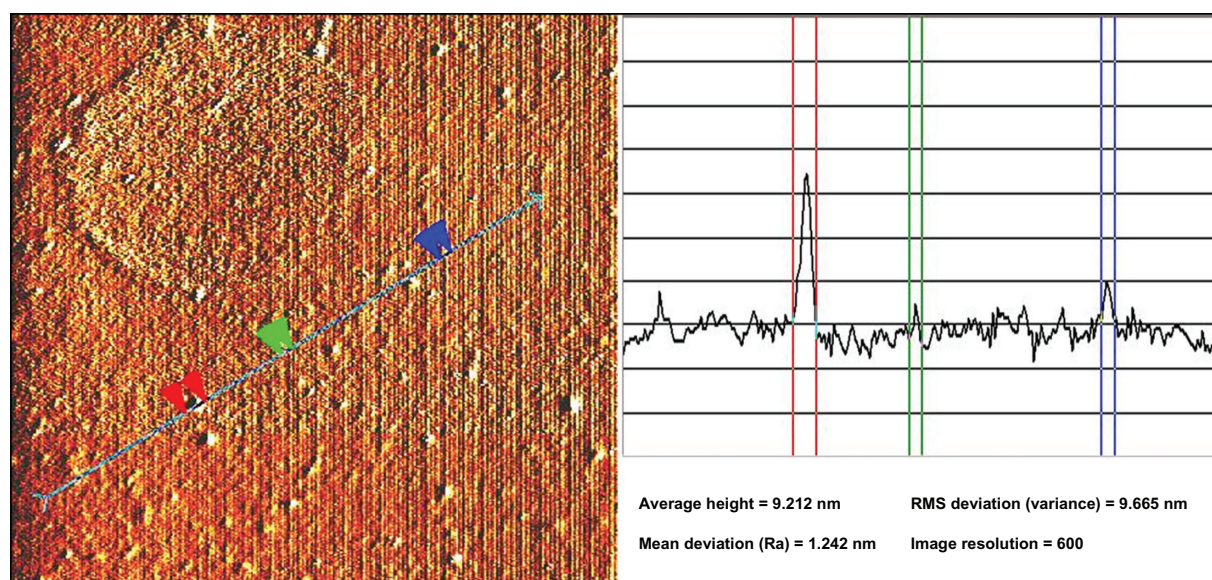 Average height = 9.212 nm
RMS deviation (variance) = 9.665 nm
Mean deviation (Ra) = 1.242 nm
Image resolution = 600